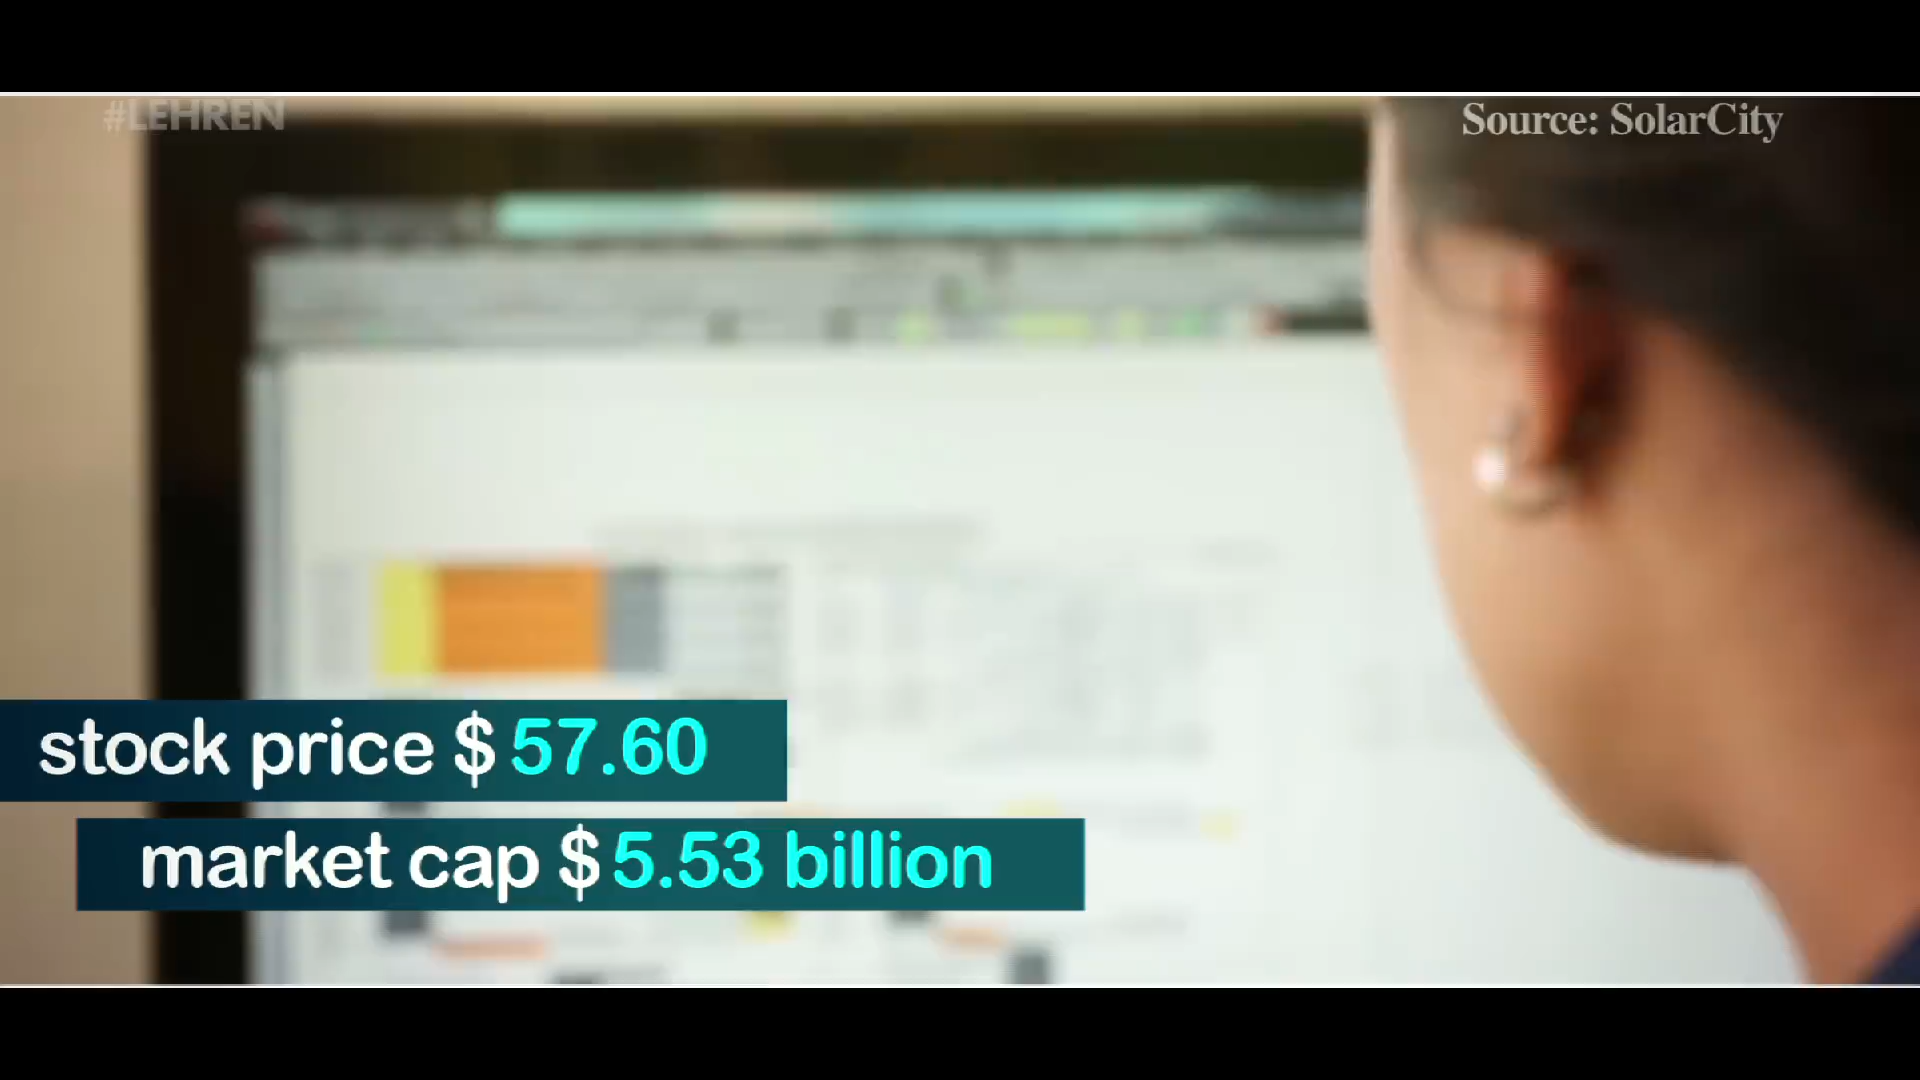 #LEHREN
Source: SolarCity
stock price $ 57.60
market cap $ 5.53 billion